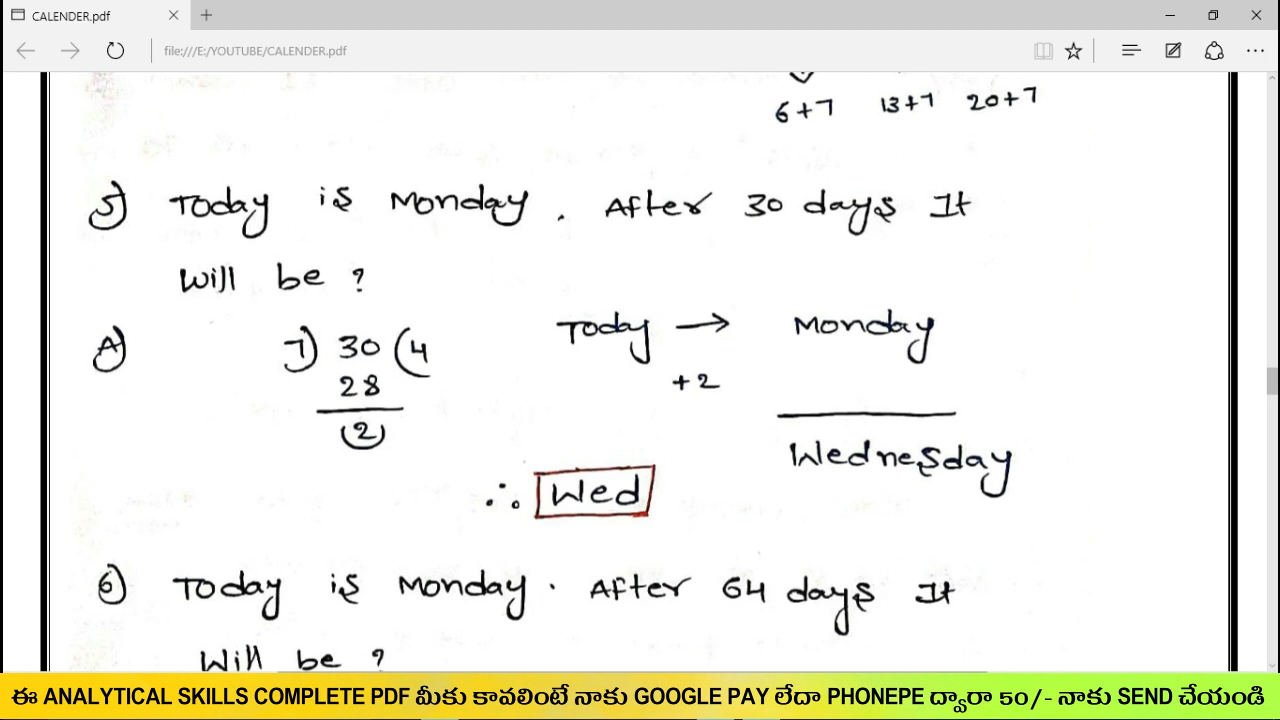 CALENDER.pdf
file:///E:/YOUTUBE/CALENDER.pdf
6+7 13+7 20+7
5) Today is Monday. After 30 days It
Will be ?
A) 7) 30 (4 Today → Monday
28 +2
(2) Wednesday
∴ Wed
6) Today is Monday. After 64 days It
Will be ?
ఈ ANALYTICAL SKILLS COMPLETE PDF మీకు కావలింటే నాకు GOOGLE PAY లేదా PHONEPE ద్వారా 50/- నాకు SEND చేయండి